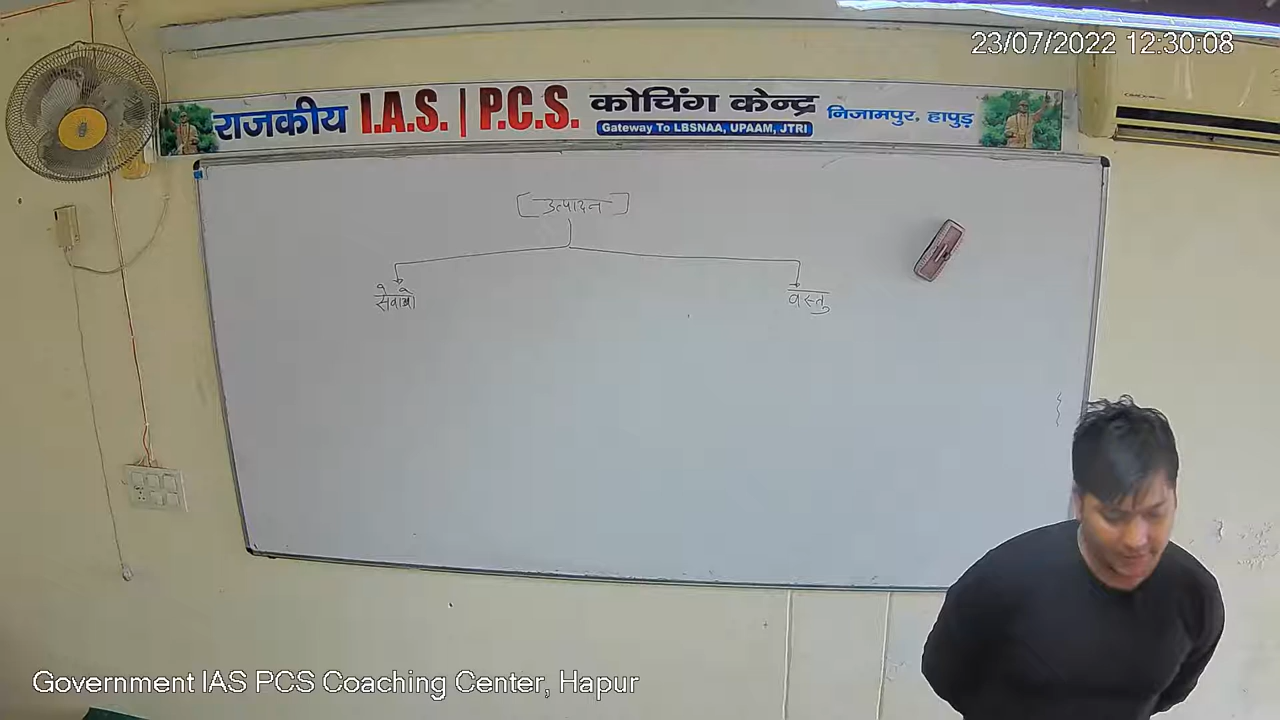 23/07/2022 12:30:08
राजकीय I.A.S. | P.C.S. कोचिंग केन्द्र निजामपुर, हापुड़
Gateway To LBSNAA, UPAAM, JTRI
[उत्पादन]
सेवाओ वस्तु
Government IAS PCS Coaching Center, Hapur